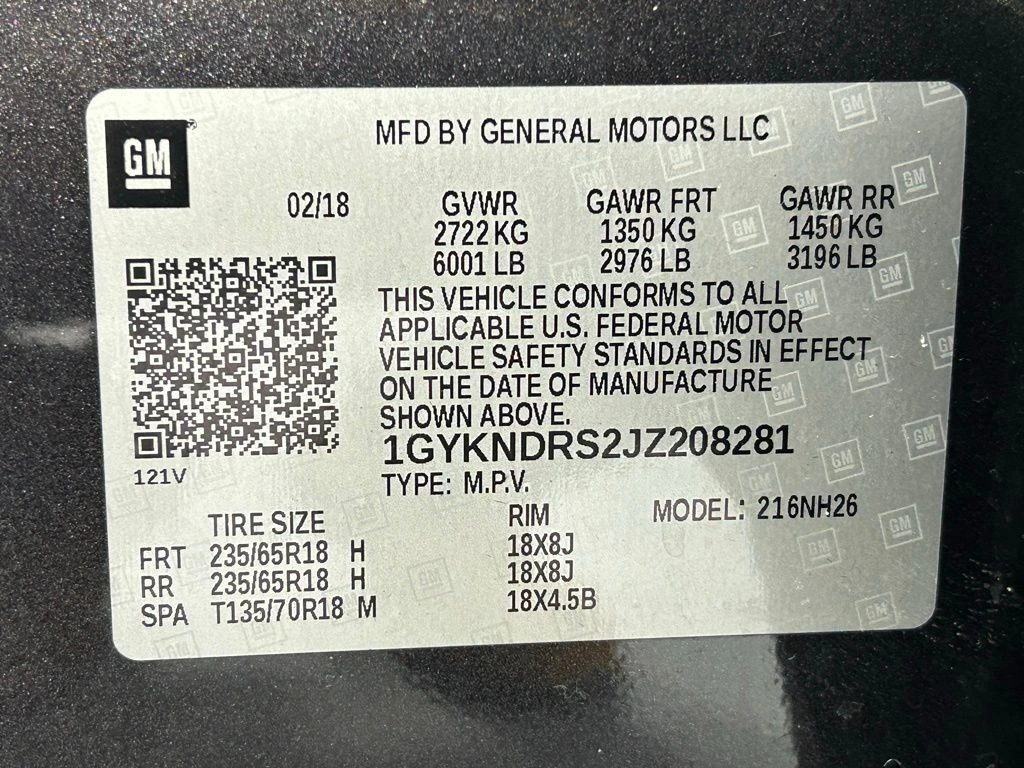 GM
MFD BY GENERAL MOTORS LLC
02/18 GVWR GAWR FRT GAWR RR
2722 KG 1350 KG 1450 KG
6001 LB 2976 LB 3196 LB
THIS VEHICLE CONFORMS TO ALL
APPLICABLE U.S. FEDERAL MOTOR
VEHICLE SAFETY STANDARDS IN EFFECT
ON THE DATE OF MANUFACTURE
SHOWN ABOVE.
1GYKNDRS2JZ208281
121V
TYPE: M.P.V.
TIRE SIZE RIM MODEL: 216NH26
FRT 235/65R18 H 18X8J
RR 235/65R18 H 18X8J
SPA T135/70R18 M 18X4.5B